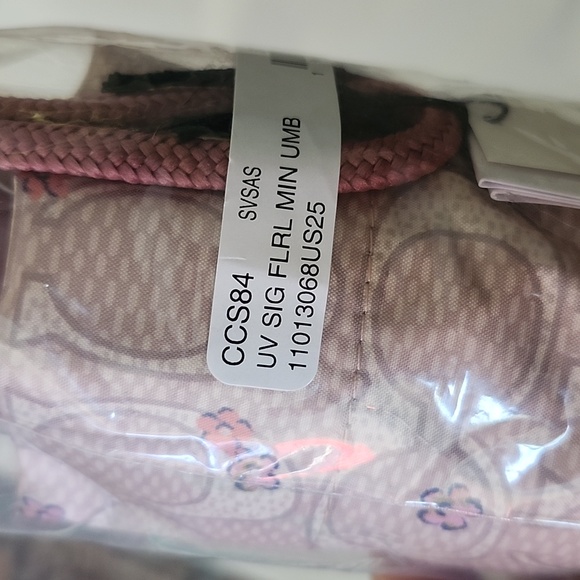 CCS84 SVSAS
UV SIG FLRL MIN UMB
11013068US25